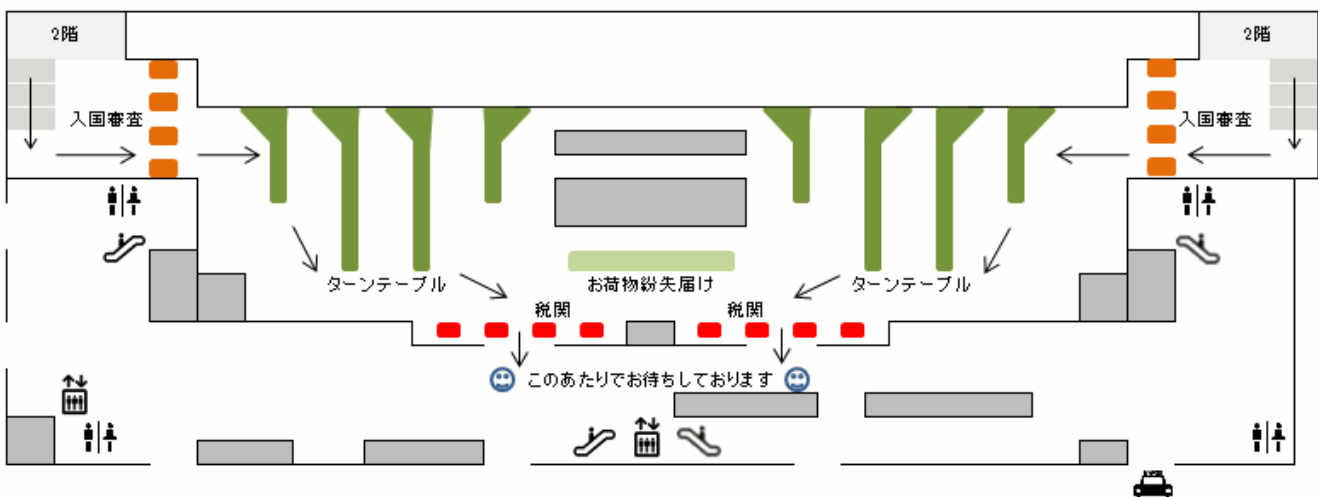 2階
2階
入国審査
入国審査
ターンテーブル
お荷物紛失届け
ターンテーブル
税関
税関
このあたりでお待ちしております